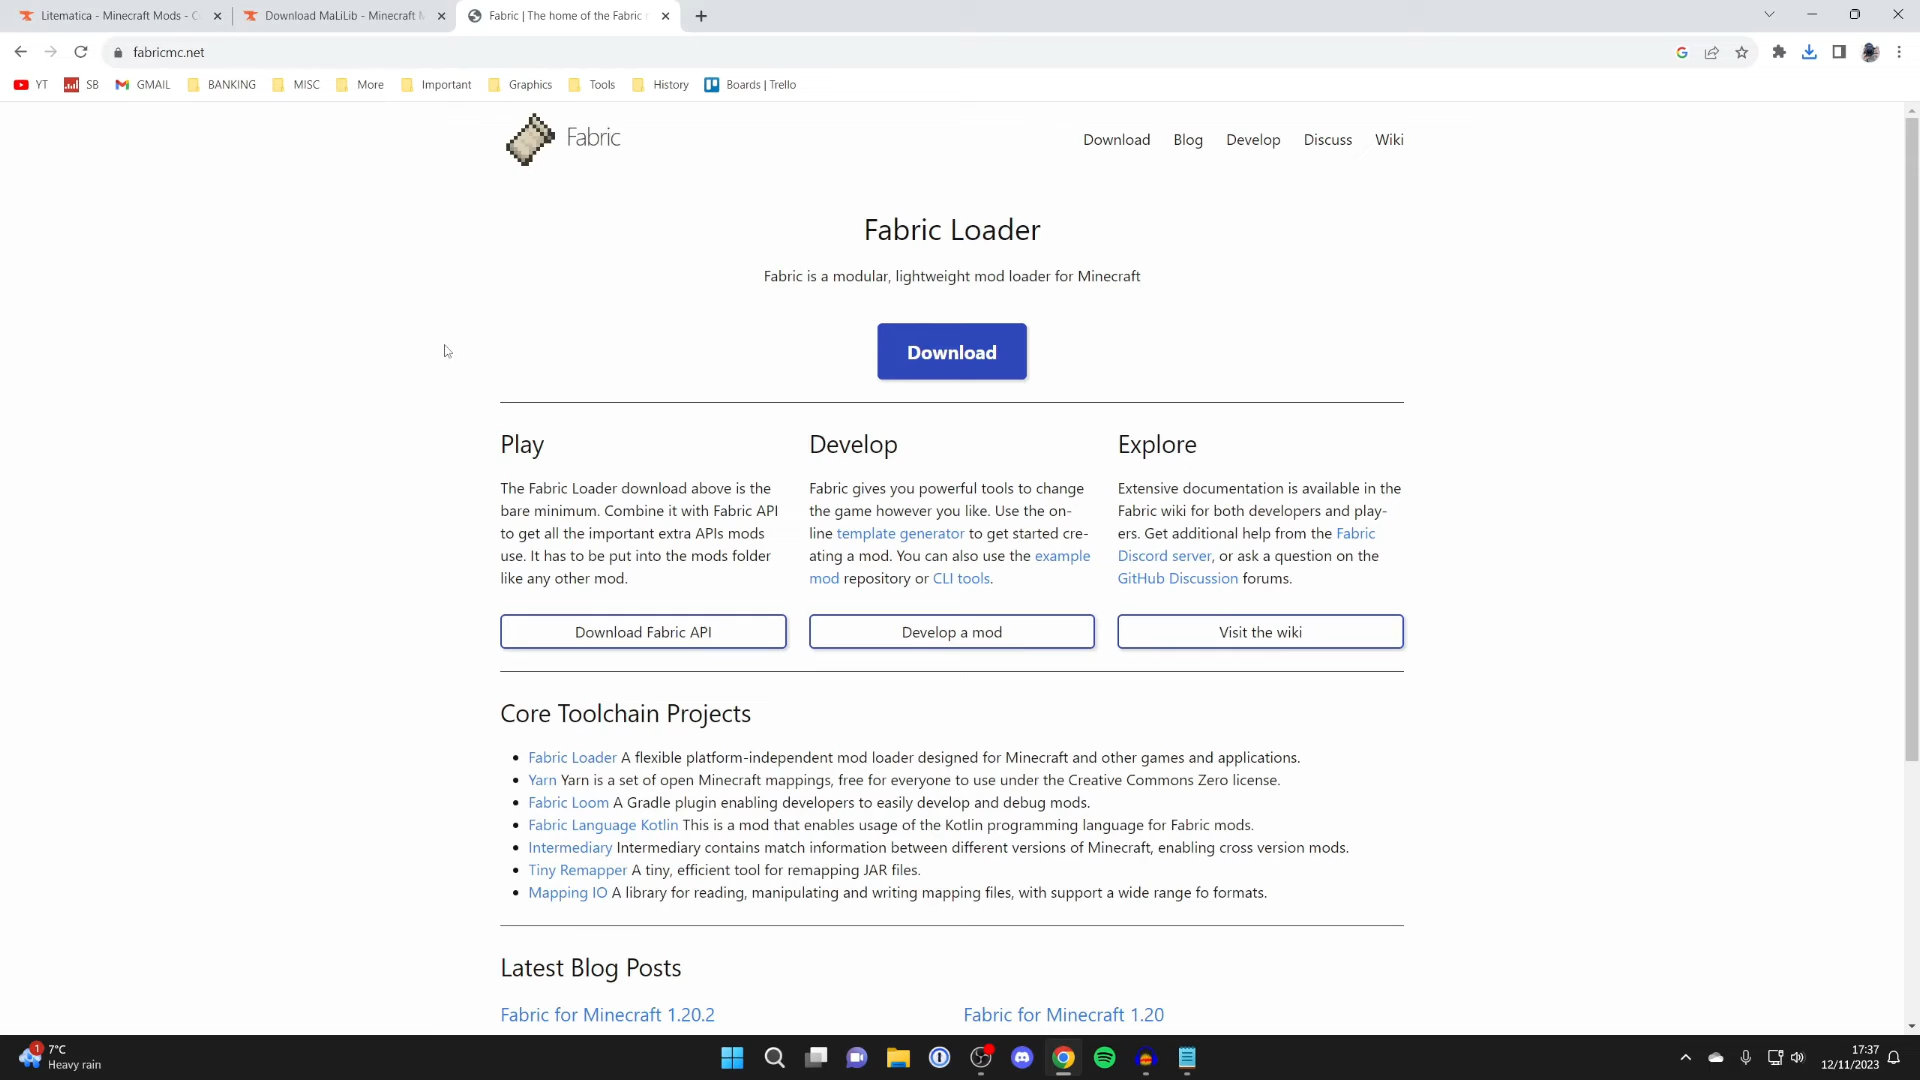 Litematica - Minecraft Mods - C
Download MaLiLib - Minecraft M
Fabric | The home of the Fabric
fabricmc.net
YT
SB
GMAIL
BANKING
MISC
More
Important
Graphics
Tools
History
Boards | Trello
Fabric
Download
Blog
Develop
Discuss
Wiki
Fabric Loader
Fabric is a modular, lightweight mod loader for Minecraft
Download
Play
The Fabric Loader download above is the
bare minimum. Combine it with Fabric API
to get all the important extra APIs mods
use. It has to be put into the mods folder
like any other mod.
Download Fabric API
Develop
Fabric gives you powerful tools to change
the game however you like. Use the on-
line template generator to get started cre-
ating a mod. You can also use the example
mod repository or CLI tools.
Develop a mod
Explore
Extensive documentation is available in the
Fabric wiki for both developers and play-
ers. Get additional help from the Fabric
Discord server, or ask a question on the
GitHub Discussion forums.
Visit the wiki
Core Toolchain Projects
Fabric Loader A flexible platform-independent mod loader designed for Minecraft and other games and applications.
Yarn Yarn is a set of open Minecraft mappings, free for everyone to use under the Creative Commons Zero license.
Fabric Loom A Gradle plugin enabling developers to easily develop and debug mods.
Fabric Language Kotlin This is a mod that enables usage of the Kotlin programming language for Fabric mods.
Intermediary Intermediary contains match information between different versions of Minecraft, enabling cross version mods.
Tiny Remapper A tiny, efficient tool for remapping JAR files.
Mapping IO A library for reading, manipulating and writing mapping files, with support a wide range fo formats.
Latest Blog Posts
Fabric for Minecraft 1.20.2
Fabric for Minecraft 1.20
1
7°C
Heavy rain
17:37
12/11/2023